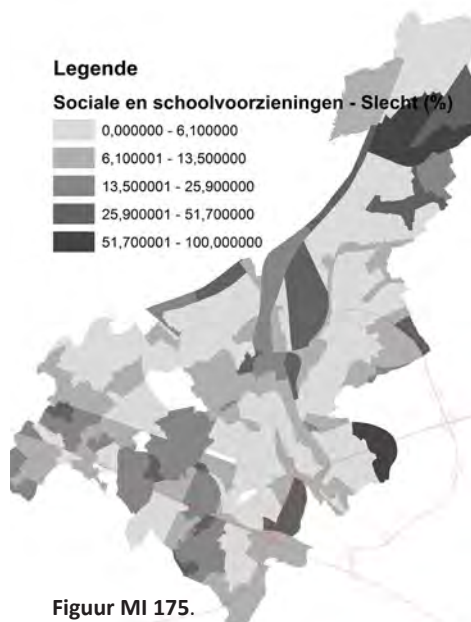 Legende
Sociale en schoolvoorzieningen - Slecht (%)
0,000000 - 6,100000
6,100001 - 13,500000
13,500001 - 25,900000
25,900001 - 51,700000
51,700001 - 100,000000
Figuur MI 175.